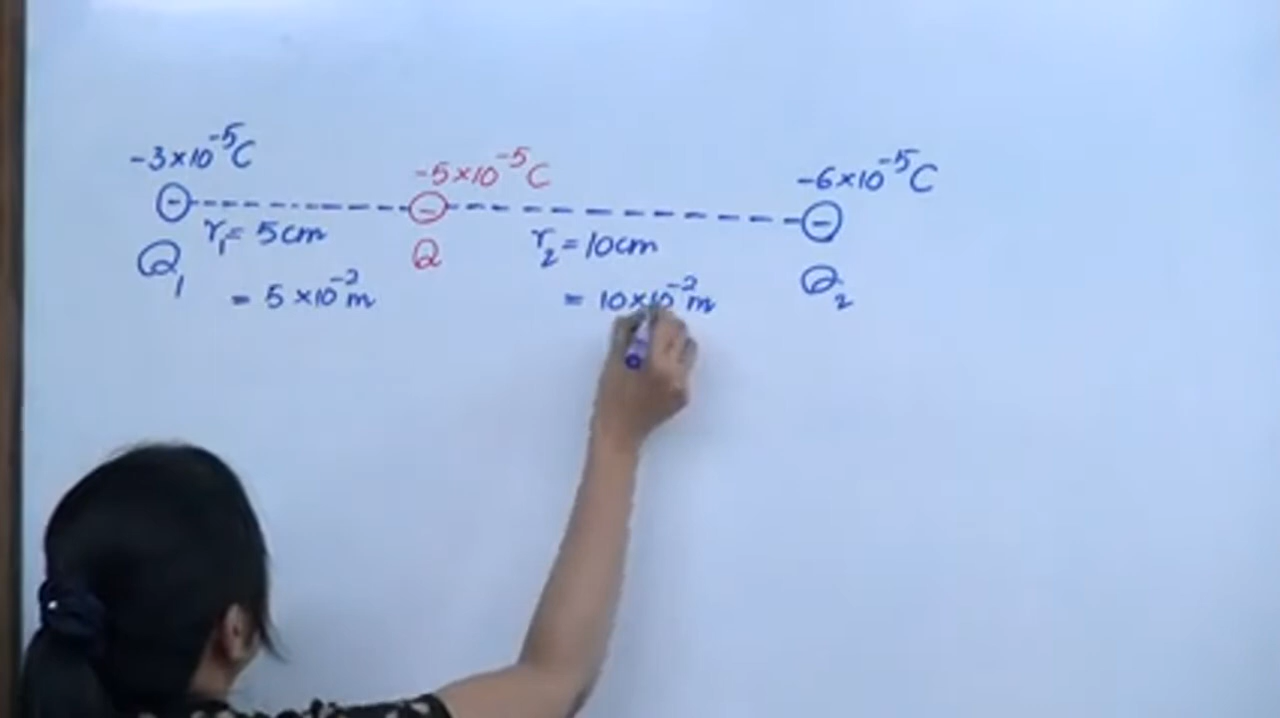 -3×10⁻⁵C
-5×10⁻⁵C
-6×10⁻⁵C
r₁= 5cm
r₂=10cm
Q₁
Q
Q₂
= 5×10⁻²m
= 10×10⁻²m